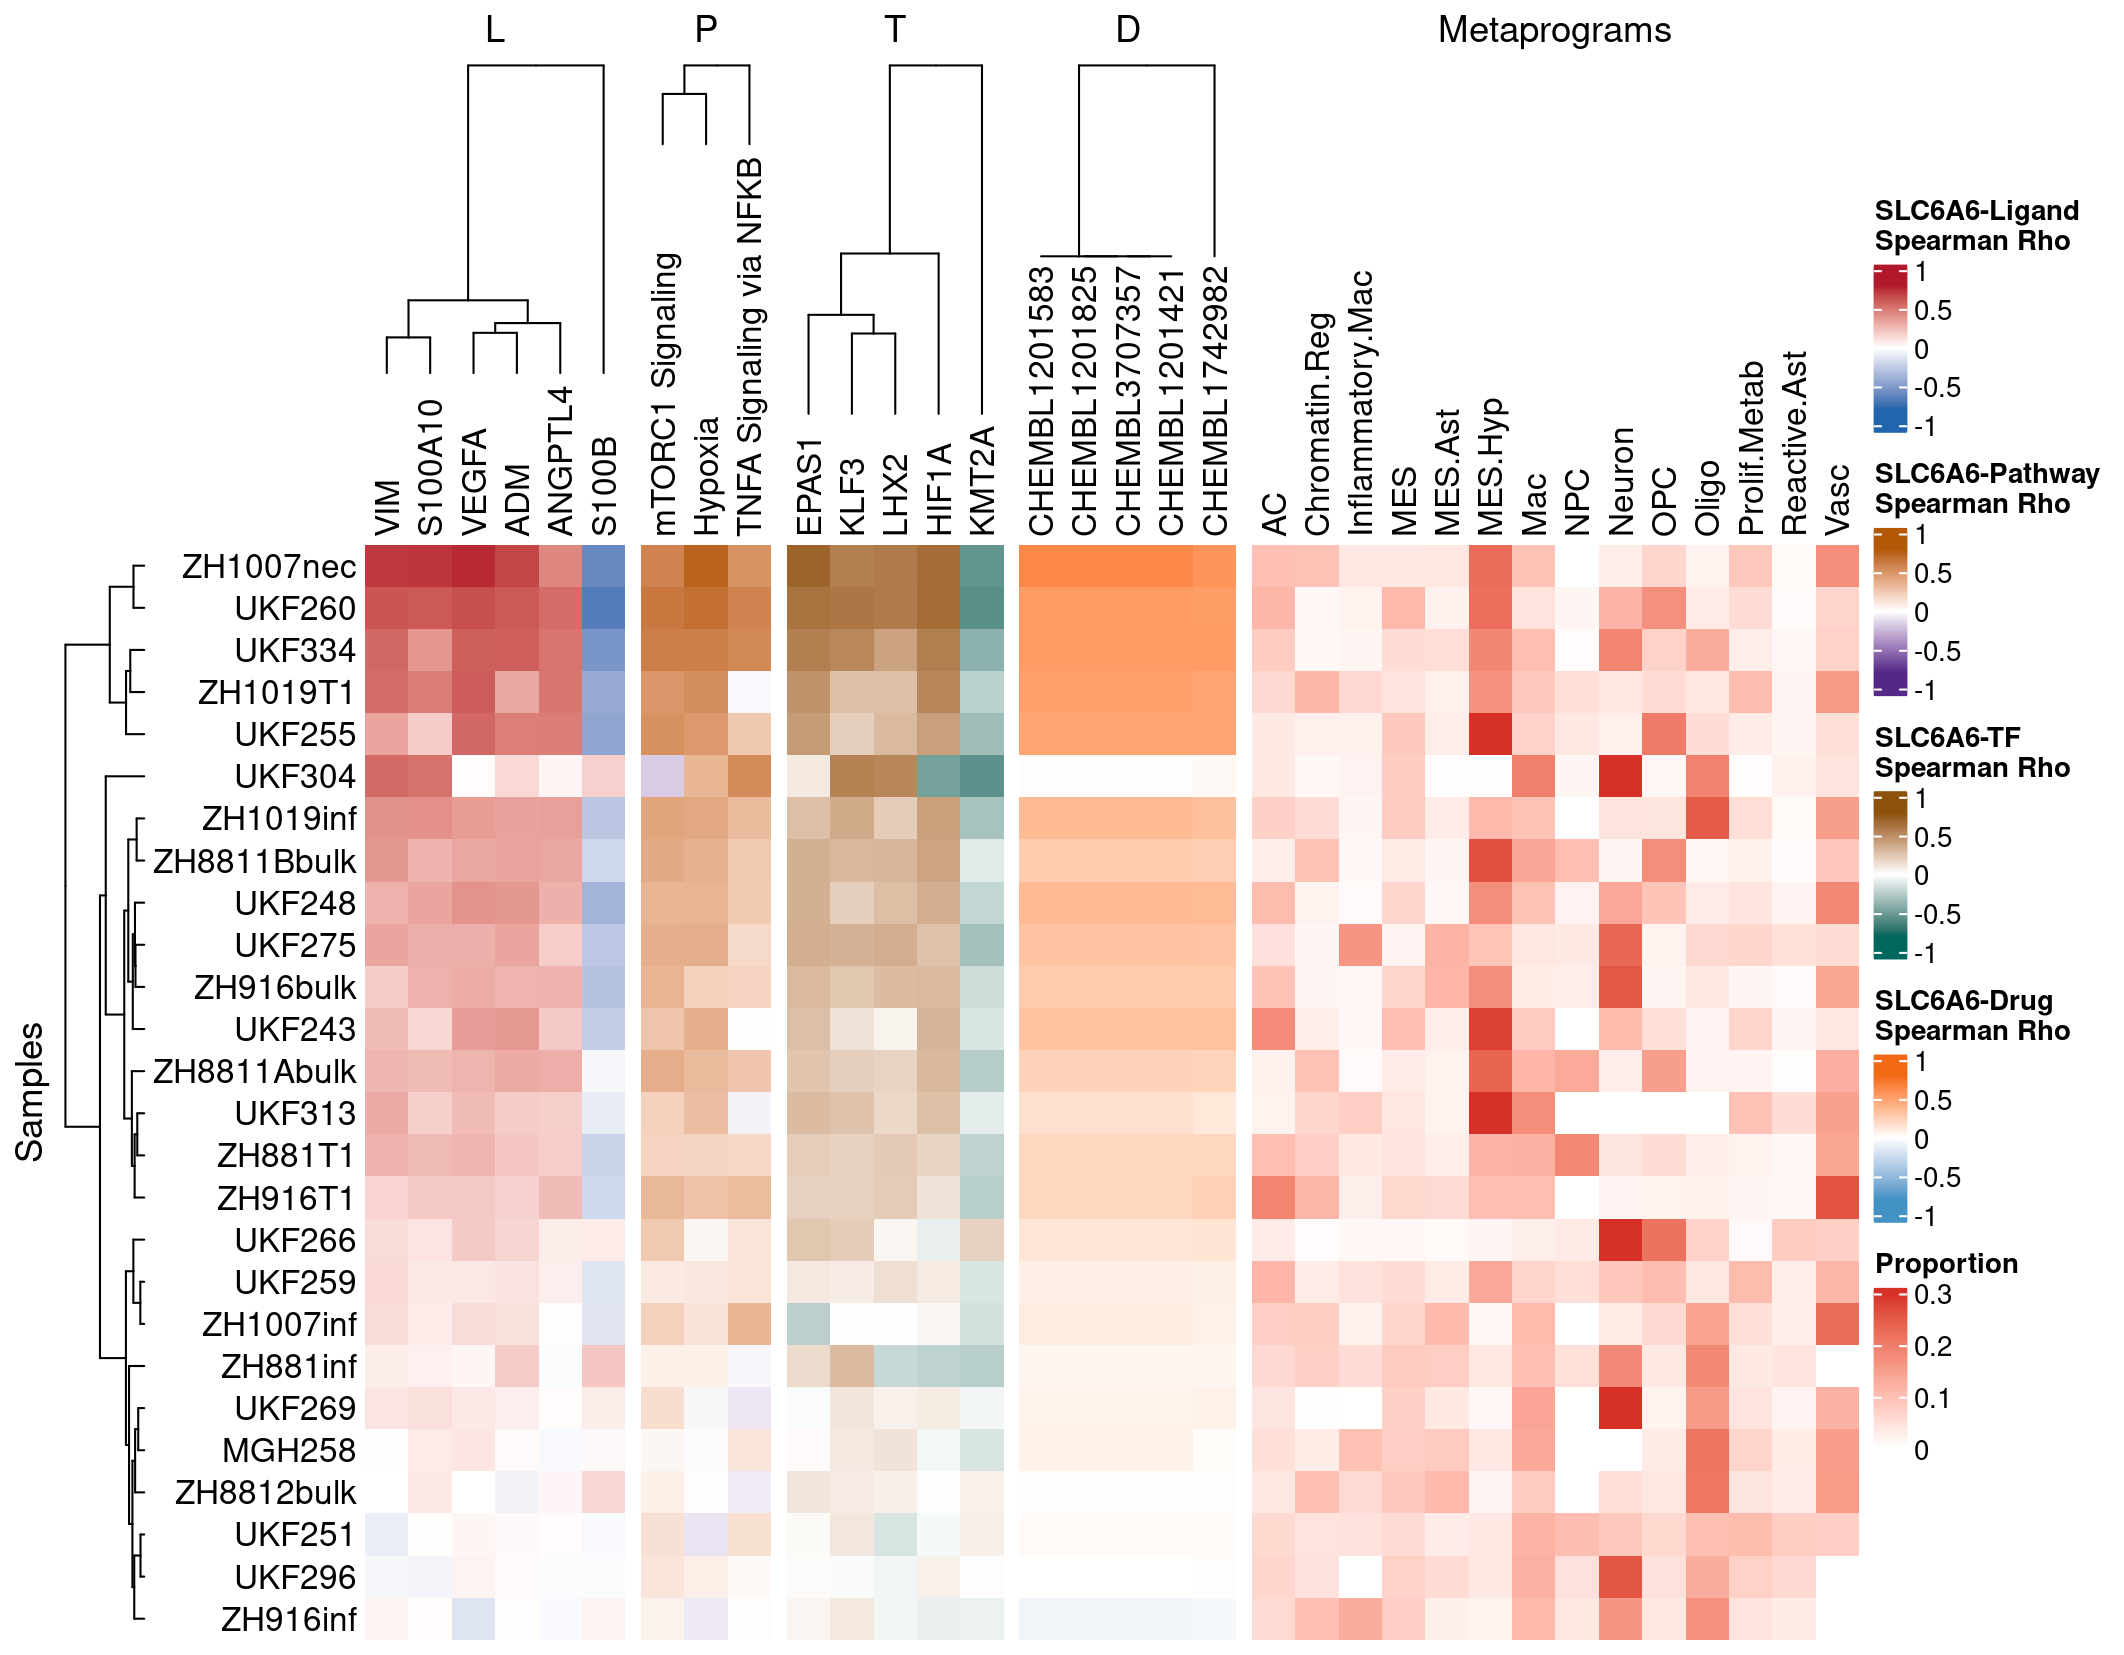 L
P
T
D
Metaprograms
VIM
S100A10
VEGFA
ADM
ANGPTL4
S100B
mTORC1 Signaling
Hypoxia
TNFA Signaling via NFKB
EPAS1
KLF3
LHX2
HIF1A
KMT2A
CHEMBL1201583
CHEMBL1201825
CHEMBL3707357
CHEMBL1201421
CHEMBL1742982
AC
Chromatin.Reg
Inflammatory.Mac
MES
MES.Ast
MES.Hyp
Mac
NPC
Neuron
OPC
Oligo
Prolif.Metab
Reactive.Ast
Vasc
Samples
ZH1007nec
UKF260
UKF334
ZH1019T1
UKF255
UKF304
ZH1019inf
ZH8811Bbulk
UKF248
UKF275
ZH916bulk
UKF243
ZH8811Abulk
UKF313
ZH881T1
ZH916T1
UKF266
UKF259
ZH1007inf
ZH881inf
UKF269
MGH258
ZH8812bulk
UKF251
UKF296
ZH916inf
SLC6A6-Ligand
Spearman Rho
1
0.5
0
-0.5
-1
SLC6A6-Pathway
Spearman Rho
1
0.5
0
-0.5
-1
SLC6A6-TF
Spearman Rho
1
0.5
0
-0.5
-1
SLC6A6-Drug
Spearman Rho
1
0.5
0
-0.5
-1
Proportion
0.3
0.2
0.1
0